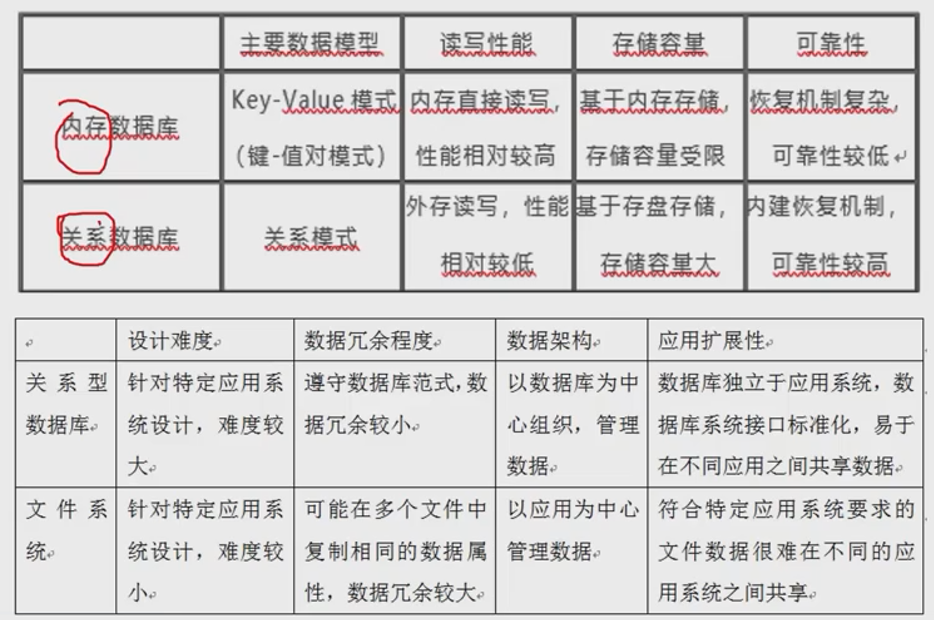 主要数据模型 读写性能 存储容量 可靠性
Key-Value 模式 内存直接读写， 基于内存存储， 恢复机制复杂，
内存数据库
（键-值对模式） 性能相对较高 存储容量受限 可靠性较低
外存读写，性能 基于存盘存储， 内建恢复机制，
关系数据库 关系模式
相对较低 存储容量大 可靠性较高
设计难度 数据冗余程度 数据架构 应用扩展性
关系型 针对特定应用系 遵守数据库范式，数 以数据库为中 数据库独立于应用系统，数
数据库 统设计，难度较 据冗余较小 心组织，管理 据库系统接口标准化，易于
大 数据 在不同应用之间共享数据
文件系 针对特定应用系 可能在多个文件中 以应用为中心 符合特定应用系统要求的
统 统设计，难度较 复制相同的数据属 管理数据 文件数据很难在不同的应
小 性，数据冗余较大 用系统之间共享